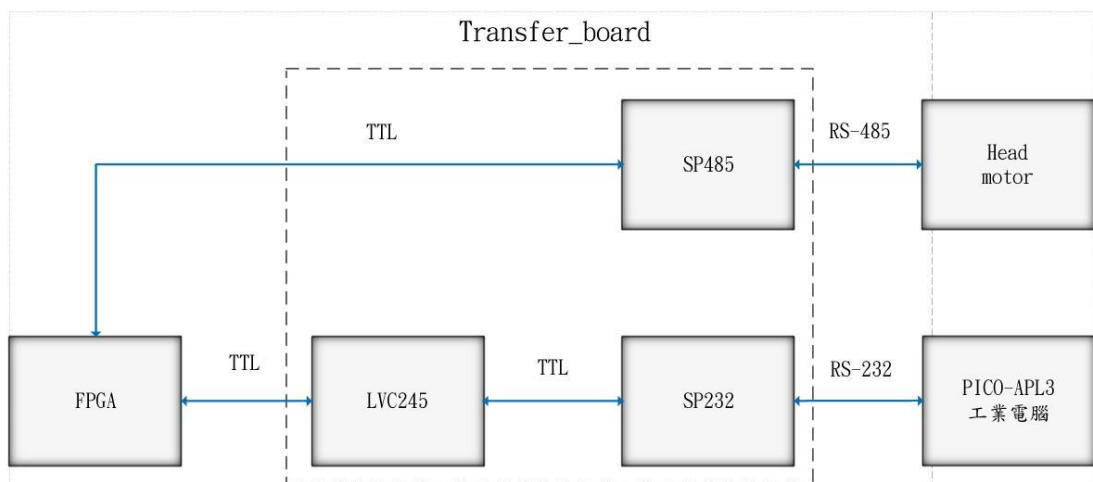 Transfer_board
TTL
SP485
RS-485
Head
motor
FPGA
TTL
LVC245
TTL
SP232
RS-232
PICO-APL3
工業電腦